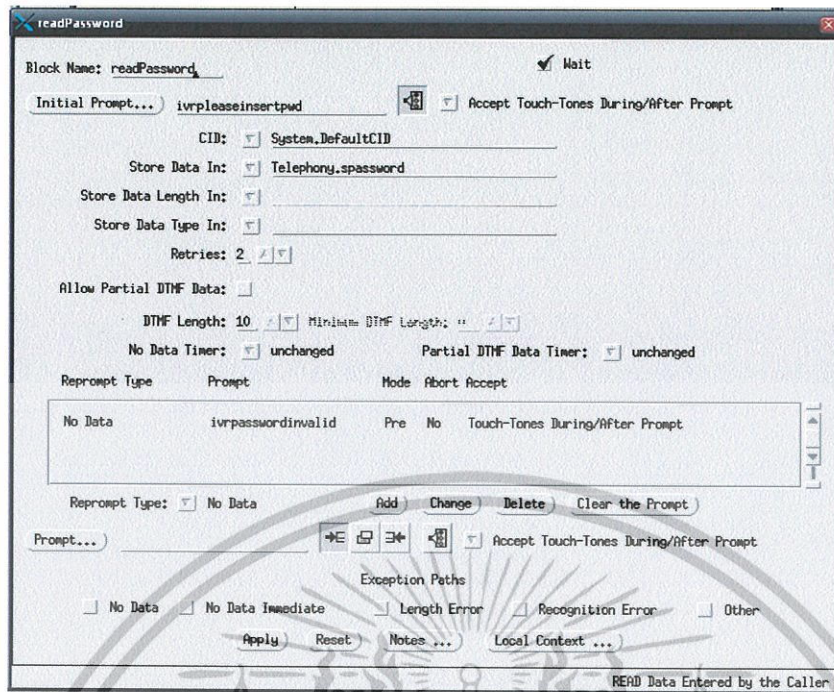 readPassword
Block Name: readPassword
Wait
Initial Prompt... ivrpleaseinsertpwd Accept Touch-Tones During/After Prompt
CID: System.DefaultCID
Store Data In: Telephony.spassword
Store Data Length In:
Store Data Type In:
Retries: 2
Allow Partial DTMF Data:
DTMF Length: 10 Minimum DTMF Length:
No Data Timer: unchanged Partial DTMF Data Timer: unchanged
Reprompt Type Prompt Mode Abort Accept
No Data ivrpasswordinvalid Pre No Touch-Tones During/After Prompt
Reprompt Type: No Data Add Change Delete Clear the Prompt
Prompt... Accept Touch-Tones During/After Prompt
Exception Paths
No Data No Data Immediate Length Error Recognition Error Other
Apply Reset Notes ... Local Context ...
READ Data Entered by the Caller